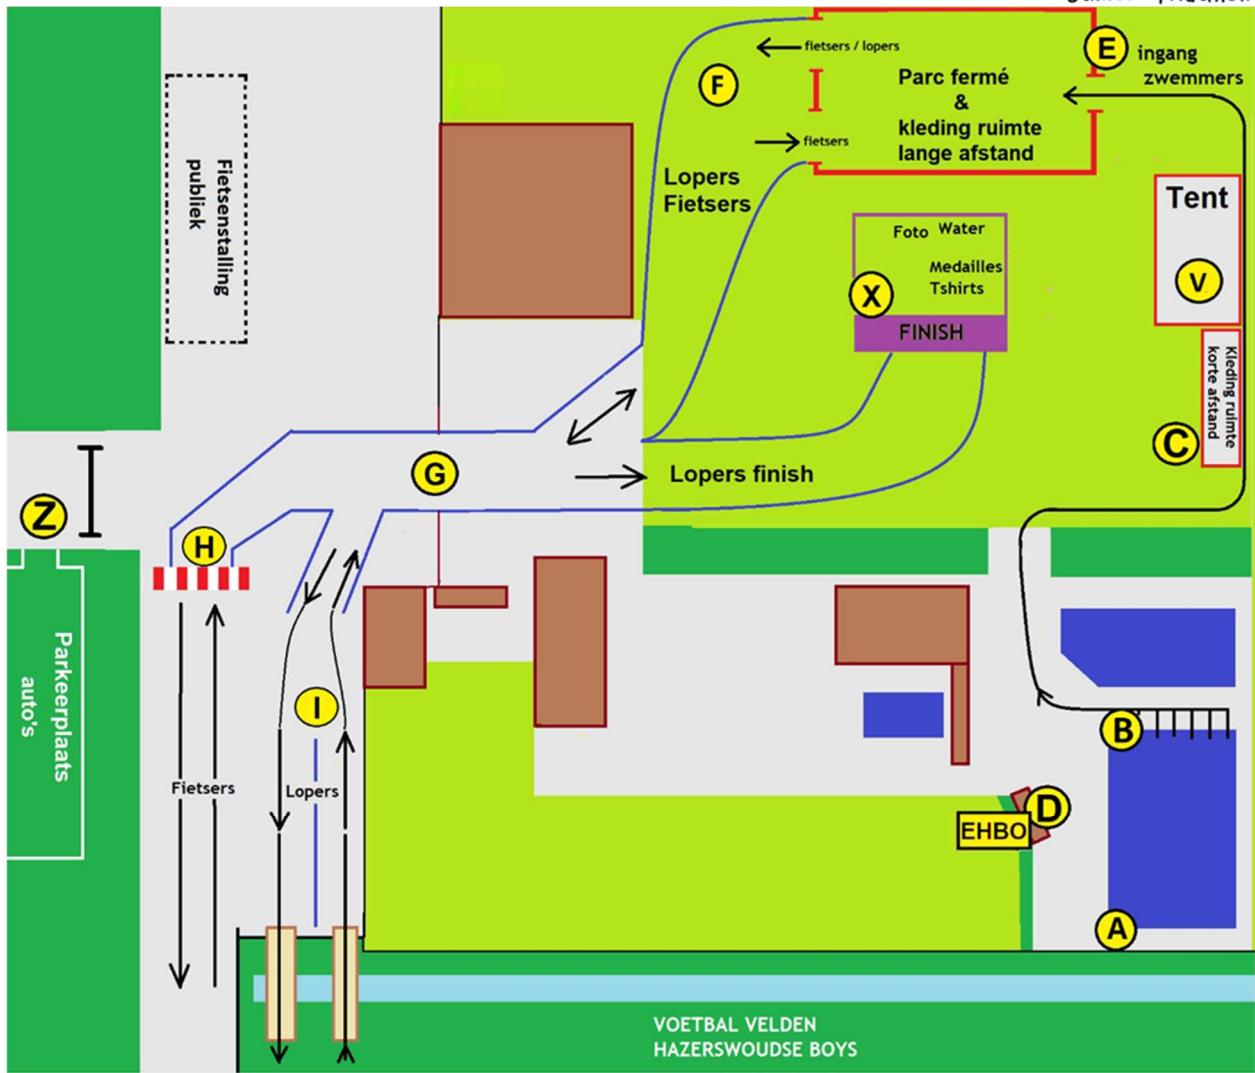 E
ingang
zwemmers
fietsers / lopers
F
Parc fermé
&
kleding ruimte
lange afstand
fietsers
Lopers
Fietsers
Fietsenstalling
publiek
Tent
V
Foto Water
Medailles
Tshirts
X
FINISH
Kleding ruimte
korte afstand
C
G
Lopers finish
Z
H
Parkeerplaats
auto's
I
B
Fietsers
Lopers
D
EHBO
A
VOETBAL VELDEN
HAZERSWOUDSE BOYS